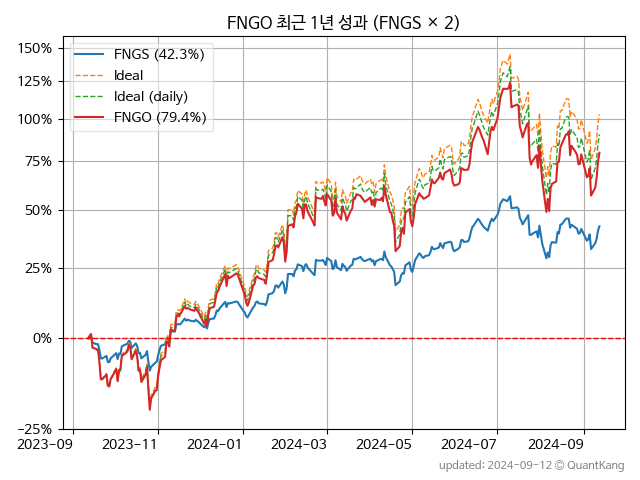 FNGO 최근 1년 성과 (FNGS × 2)
150%
125%
100%
75%
50%
25%
0%
−25%
FNGS (42.3%)
Ideal
Ideal (daily)
FNGO (79.4%)
2023-09
2023-11
2024-01
2024-03
2024-05
2024-07
2024-09
updated: 2024-09-12 © QuantKang